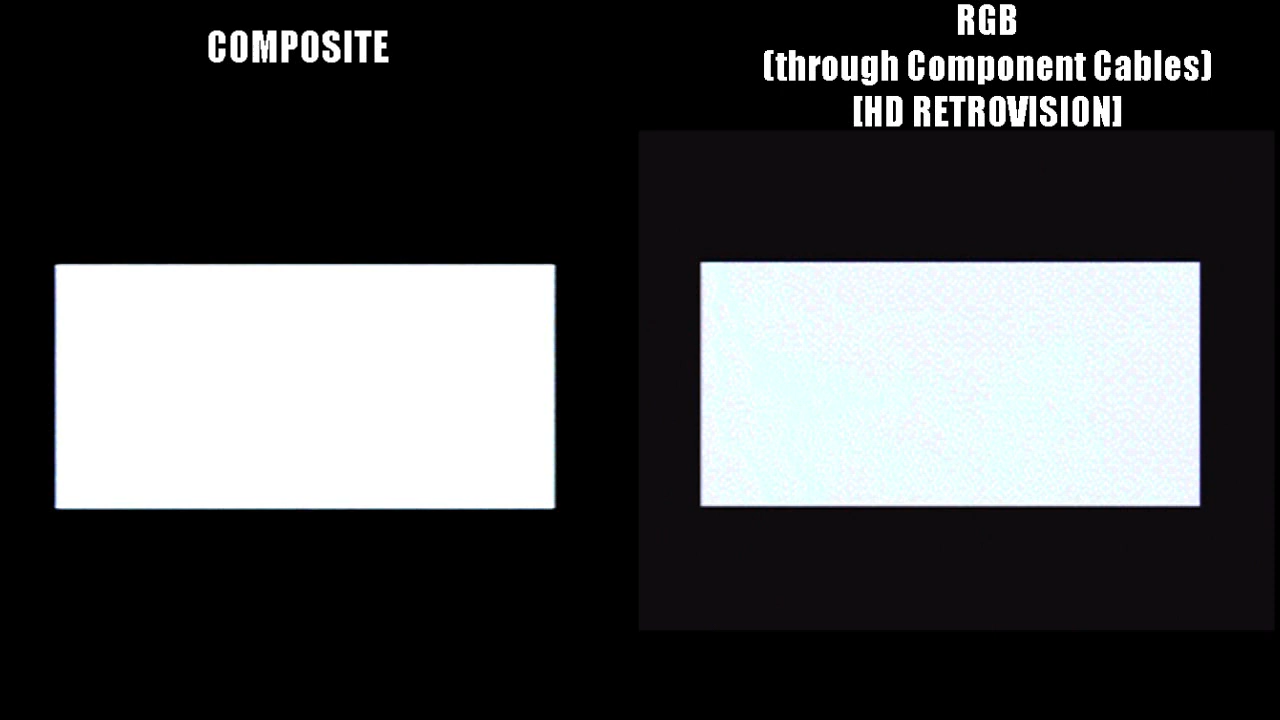 COMPOSITE
RGB
(through Component Cables)
[HD RETROVISION]